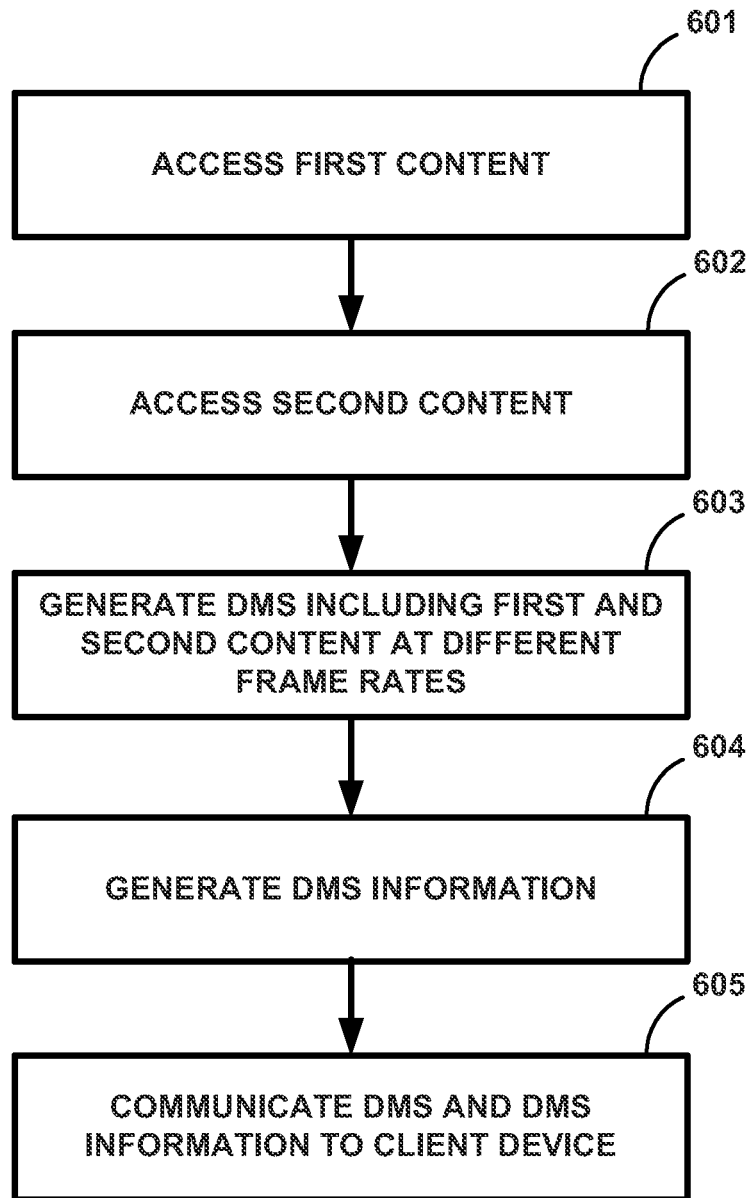 601
ACCESS FIRST CONTENT
602
ACCESS SECOND CONTENT
603
GENERATE DMS INCLUDING FIRST AND
SECOND CONTENT AT DIFFERENT
FRAME RATES
604
GENERATE DMS INFORMATION
605
COMMUNICATE DMS AND DMS
INFORMATION TO CLIENT DEVICE